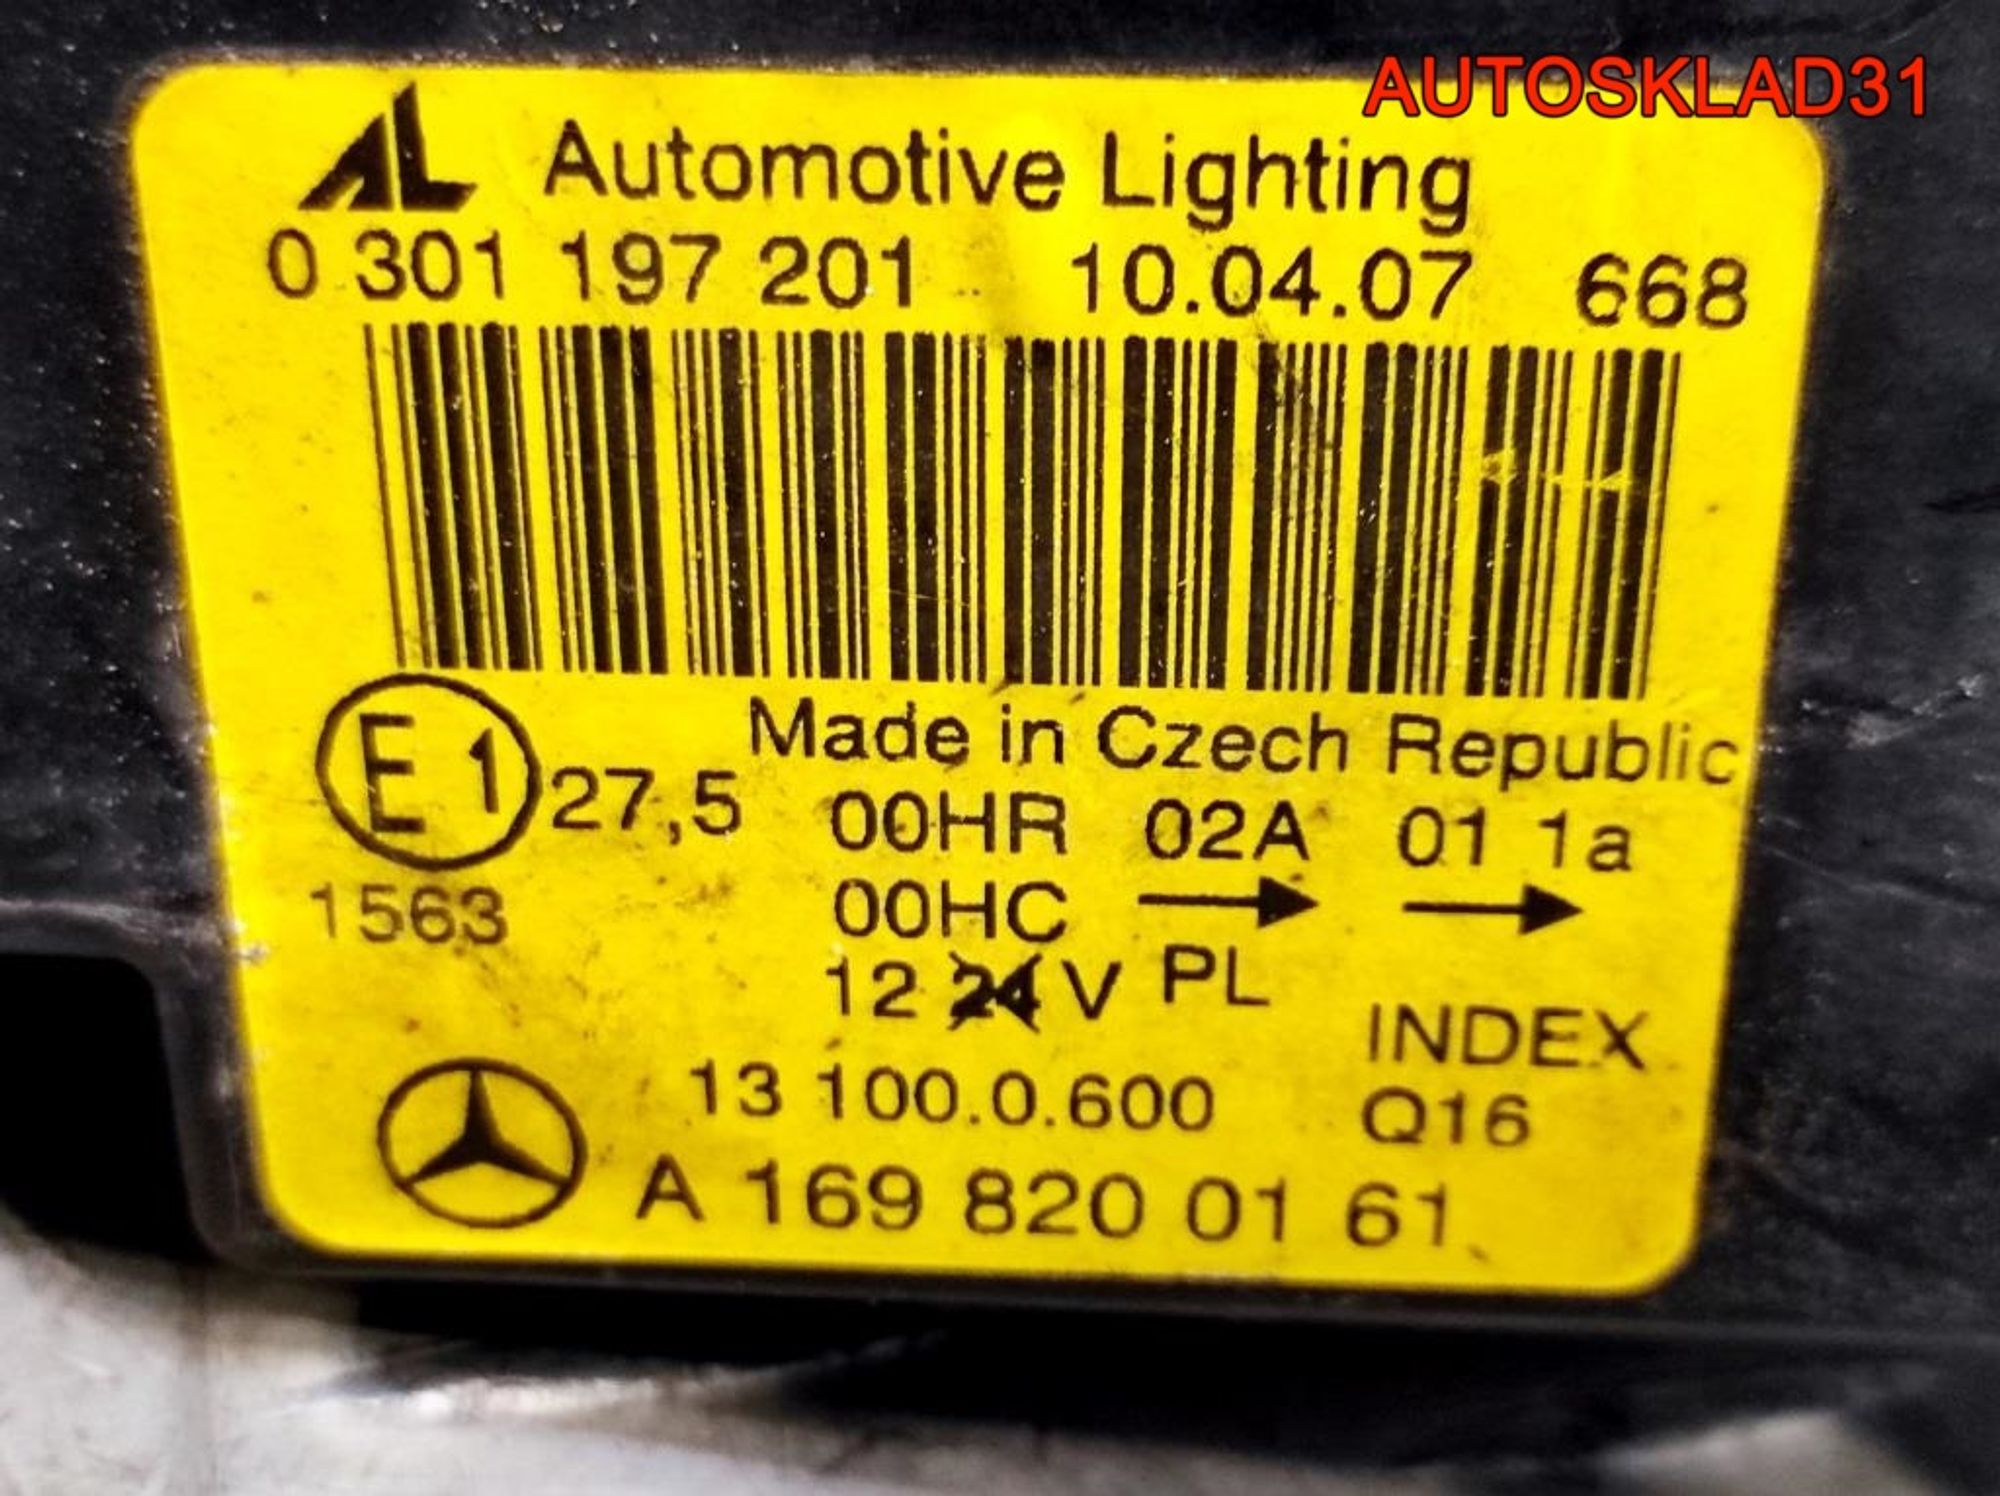 AUTOSKLAD31
AL Automotive Lighting
0 301 197 201 10.04.07 668
Made in Czech Republic
E1 27,5 00HR 02A 01 1a
1563 00HC → →
12 24 V PL
INDEX
13 100.0.600 Q16
A 169 820 01 61